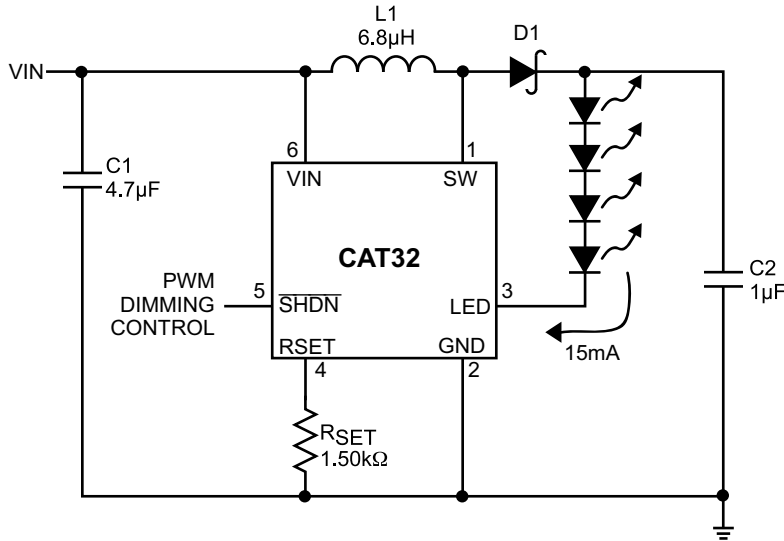 L1
6.8µH
D1
VIN
C1
4.7µF
6
1
VIN
SW
CAT32
PWM
DIMMING
CONTROL
5
SHDN
3
LED
15mA
C2
1µF
RSET
GND
4
2
RSET
1.50kΩ